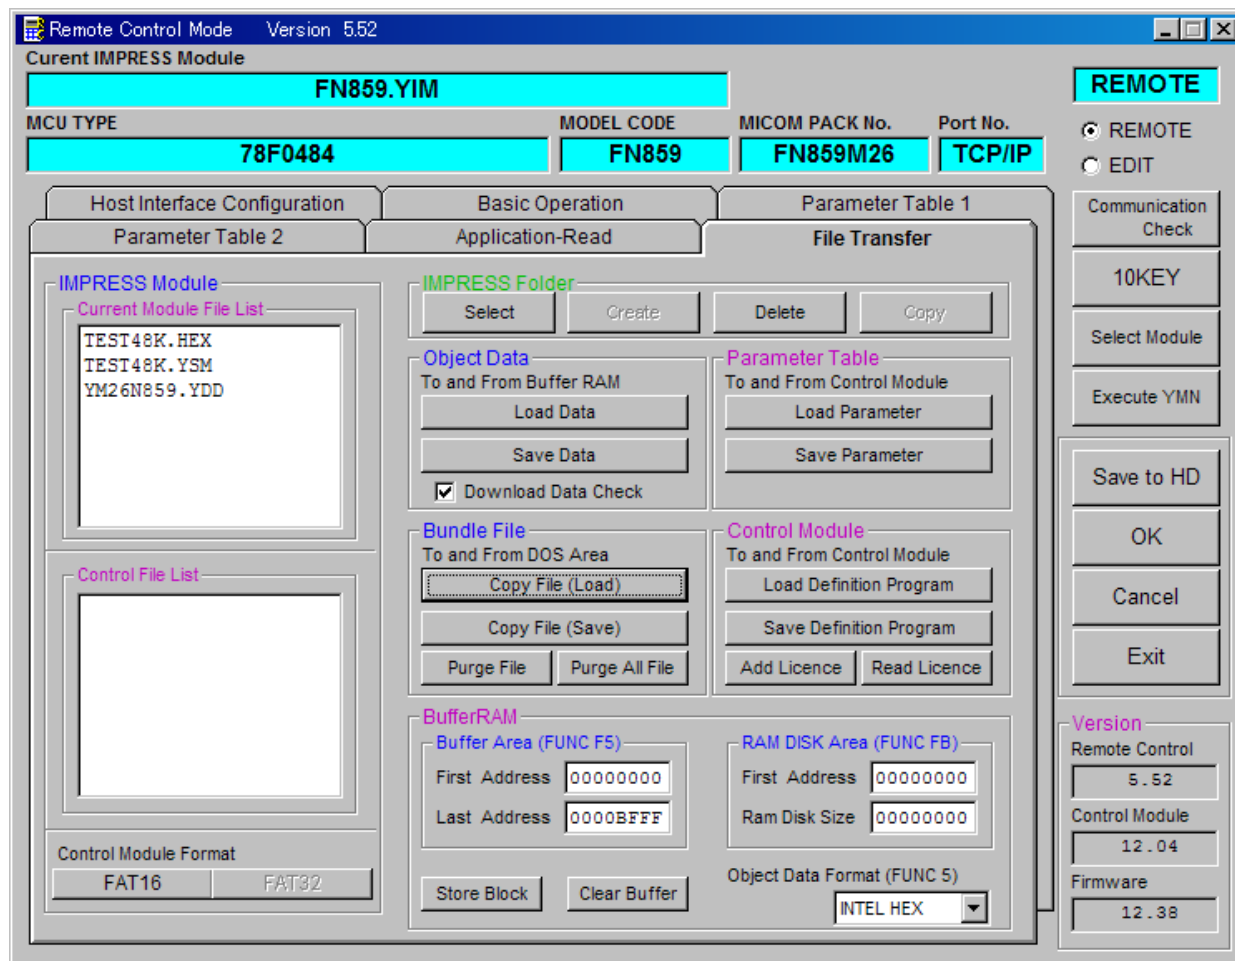 Remote Control Mode Version 5.52
Curent IMPRESS Module
FN859.YIM
REMOTE
MCU TYPE MODEL CODE MICOM PACK No. Port No.
78F0484 FN859 FN859M26 TCP/IP
REMOTE
EDIT
Host Interface Configuration Basic Operation Parameter Table 1
Parameter Table 2 Application-Read File Transfer
Communication
Check
10KEY
Select Module
Execute YMN
Save to HD
OK
Cancel
Exit
IMPRESS Module
Current Module File List
TEST48K.HEX
TEST48K.YSM
YM26N859.YDD
Control File List
Control Module Format
FAT16 FAT32
IMPRESS Folder
Select Create Delete Copy
Object Data
To and From Buffer RAM
Load Data
Save Data
Download Data Check
Parameter Table
To and From Control Module
Load Parameter
Save Parameter
Bundle File
To and From DOS Area
Copy File (Load)
Copy File (Save)
Purge File Purge All File
Control Module
To and From Control Module
Load Definition Program
Save Definition Program
Add Licence Read Licence
BufferRAM
Buffer Area (FUNC F5)
First Address 00000000
Last Address 0000BFFF
RAM DISK Area (FUNC FB)
First Address 00000000
Ram Disk Size 00000000
Store Block Clear Buffer
Object Data Format (FUNC 5)
INTEL HEX
Version
Remote Control
5.52
Control Module
12.04
Firmware
12.38